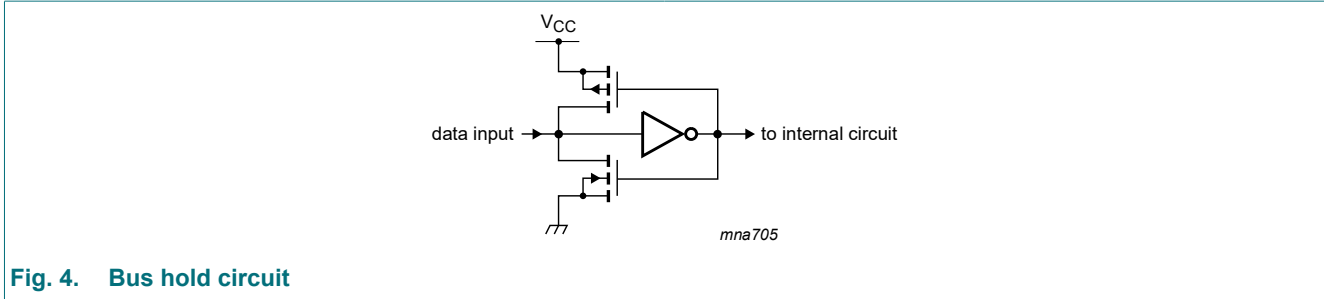 VCC
data input
to internal circuit
mna705
Fig. 4. Bus hold circuit